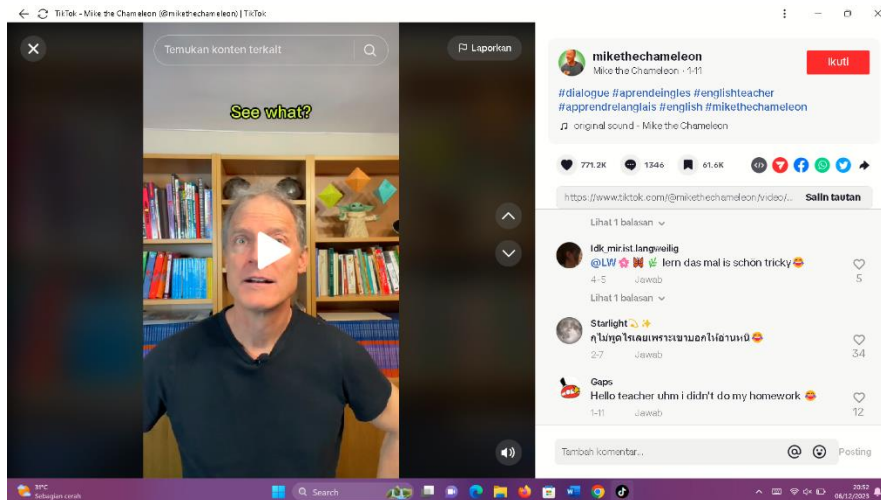 TikTok - Mike the Chameleon (@mikethechameleon) | TikTok
Temukan konten terkait
Laporkan
See what?
mikethechameleon
Mike the Chameleon · 1-11
Ikuti
#dialogue #aprendeingles #englishteacher
#apprendrelanglais #english #mikethechameleon
original sound - Mike the Chameleon
771.2K
1346
61.6K
https://www.tiktok.com/@mikethechameleon/video/...
Salin tautan
Lihat 1 balasan
Idk_mir.ist.langweilig
@LW🌸👹🌿 lern das mal is schön tricky😂
4-5 Jawab
5
Lihat 1 balasan
Starlight💫✨
กุไม่พูดไรเลยเพราะเขาบอกให้อ่านหนิ😂
2-7 Jawab
34
Gaps
Hello teacher uhm i didn't do my homework 😂
1-11 Jawab
12
Tambah komentar...
Posting
31°C
Sebagian cerah
Search
20:52
06/12/2023